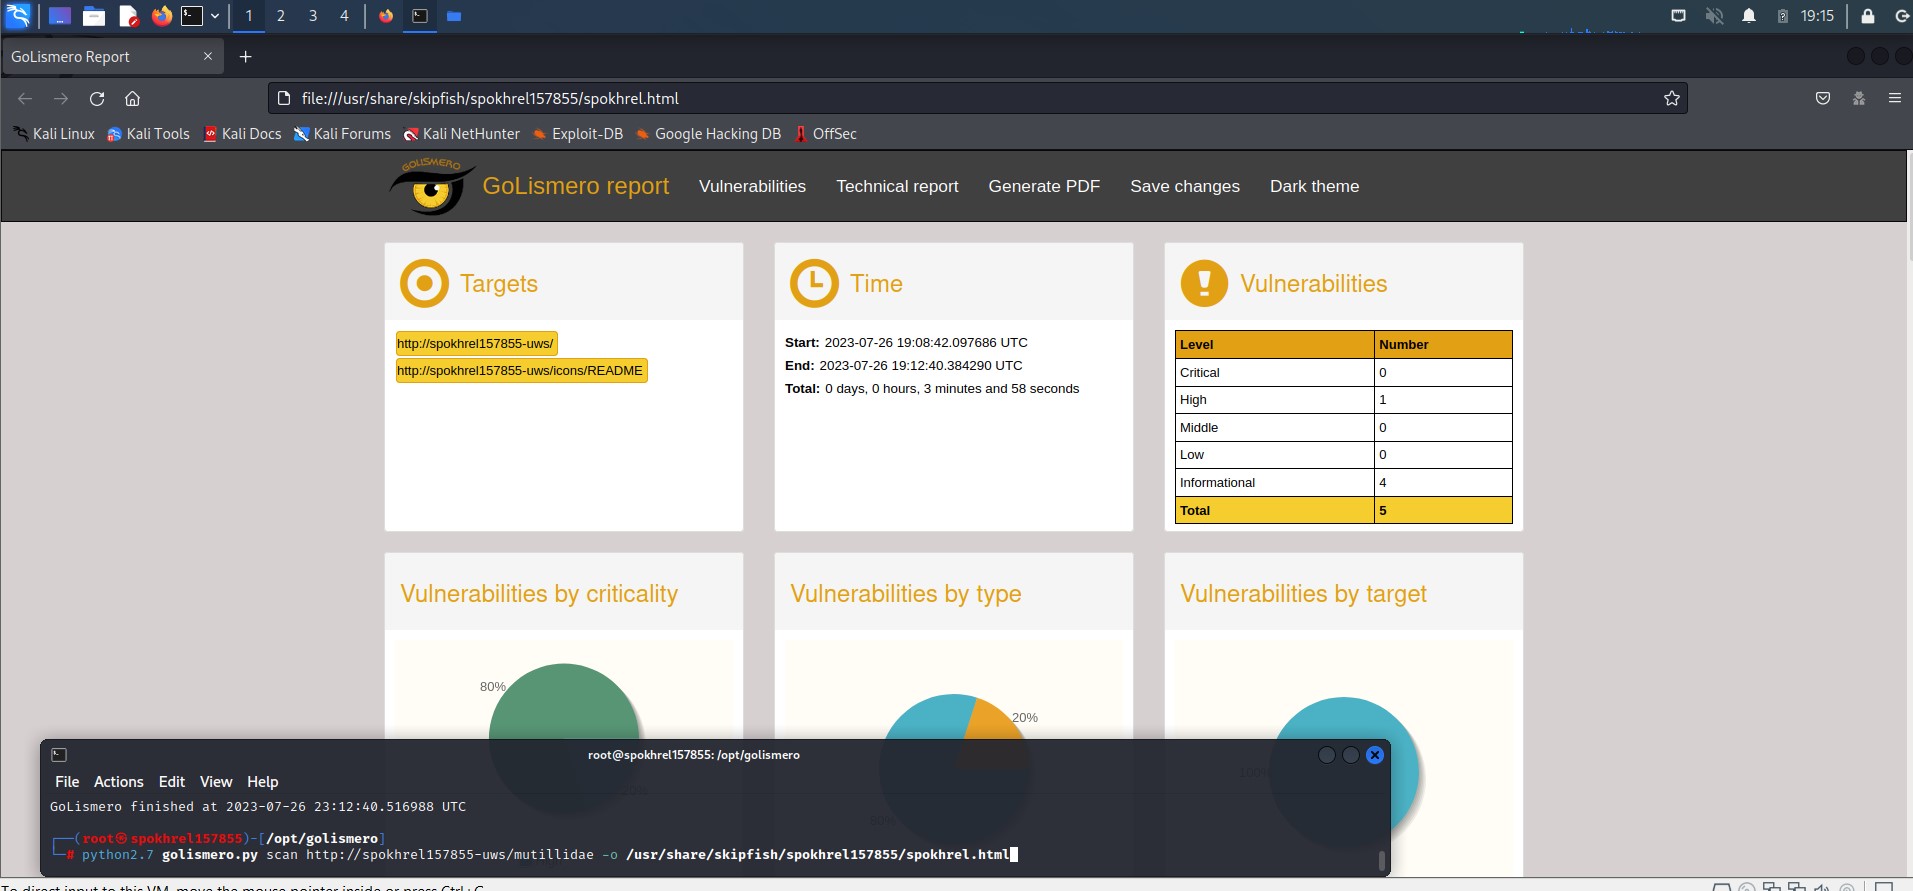 1 2 3 4 19:15
GoLismero Report
file:///usr/share/skipfish/spokhrel157855/spokhrel.html
Kali Linux Kali Tools Kali Docs Kali Forums Kali NetHunter Exploit-DB Google Hacking DB OffSec
GOLISMERO
GoLismero report Vulnerabilities Technical report Generate PDF Save changes Dark theme
Targets
http://spokhrel157855-uws/
http://spokhrel157855-uws/icons/README
Time
Start: 2023-07-26 19:08:42.097686 UTC
End: 2023-07-26 19:12:40.384290 UTC
Total: 0 days, 0 hours, 3 minutes and 58 seconds
Vulnerabilities
Level Number
Critical 0
High 1
Middle 0
Low 0
Informational 4
Total 5
Vulnerabilities by criticality
80%
Vulnerabilities by type
20%
Vulnerabilities by target
100%
root@spokhrel157855: /opt/golismero
File Actions Edit View Help
GoLismero finished at 2023-07-26 23:12:40.516988 UTC
(root㉿spokhrel157855)-[/opt/golismero]
# python2.7 golismero.py scan http://spokhrel157855-uws/mutillidae -o /usr/share/skipfish/spokhrel157855/spokhrel.html
To direct input to this VM, move the mouse pointer inside or press Ctrl+G.